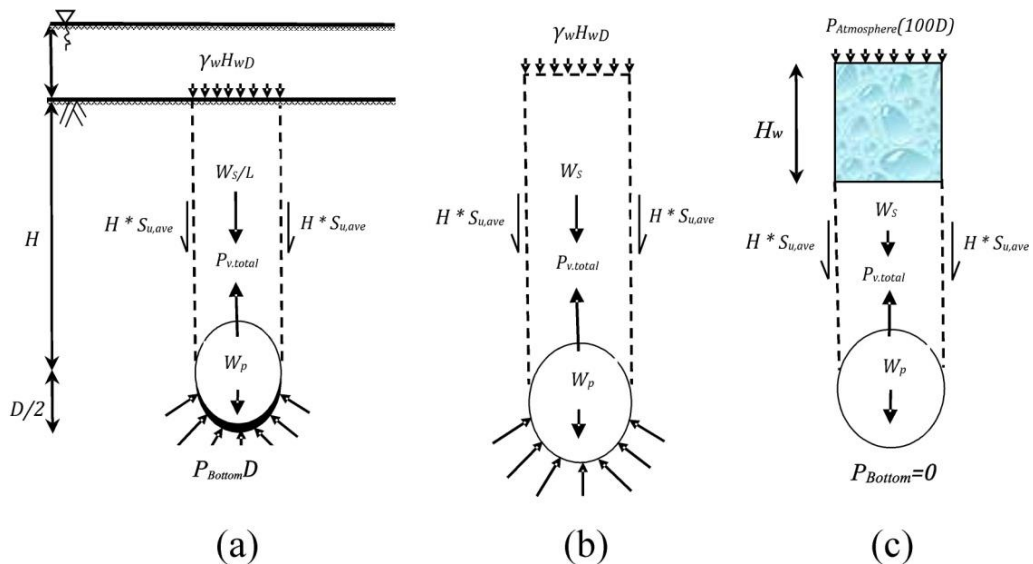 γwHwD
Ws/L
H * Su,ave
H * Su,ave
Pv.total
H
Wp
D/2
PBottomD
(a)
γwHwD
Ws
H * Su,ave
H * Su,ave
Pv.total
Wp
(b)
PAtmosphere(100D)
Hw
Ws
H * Su,ave
H * Su,ave
Pv.total
Wp
PBottom=0
(c)